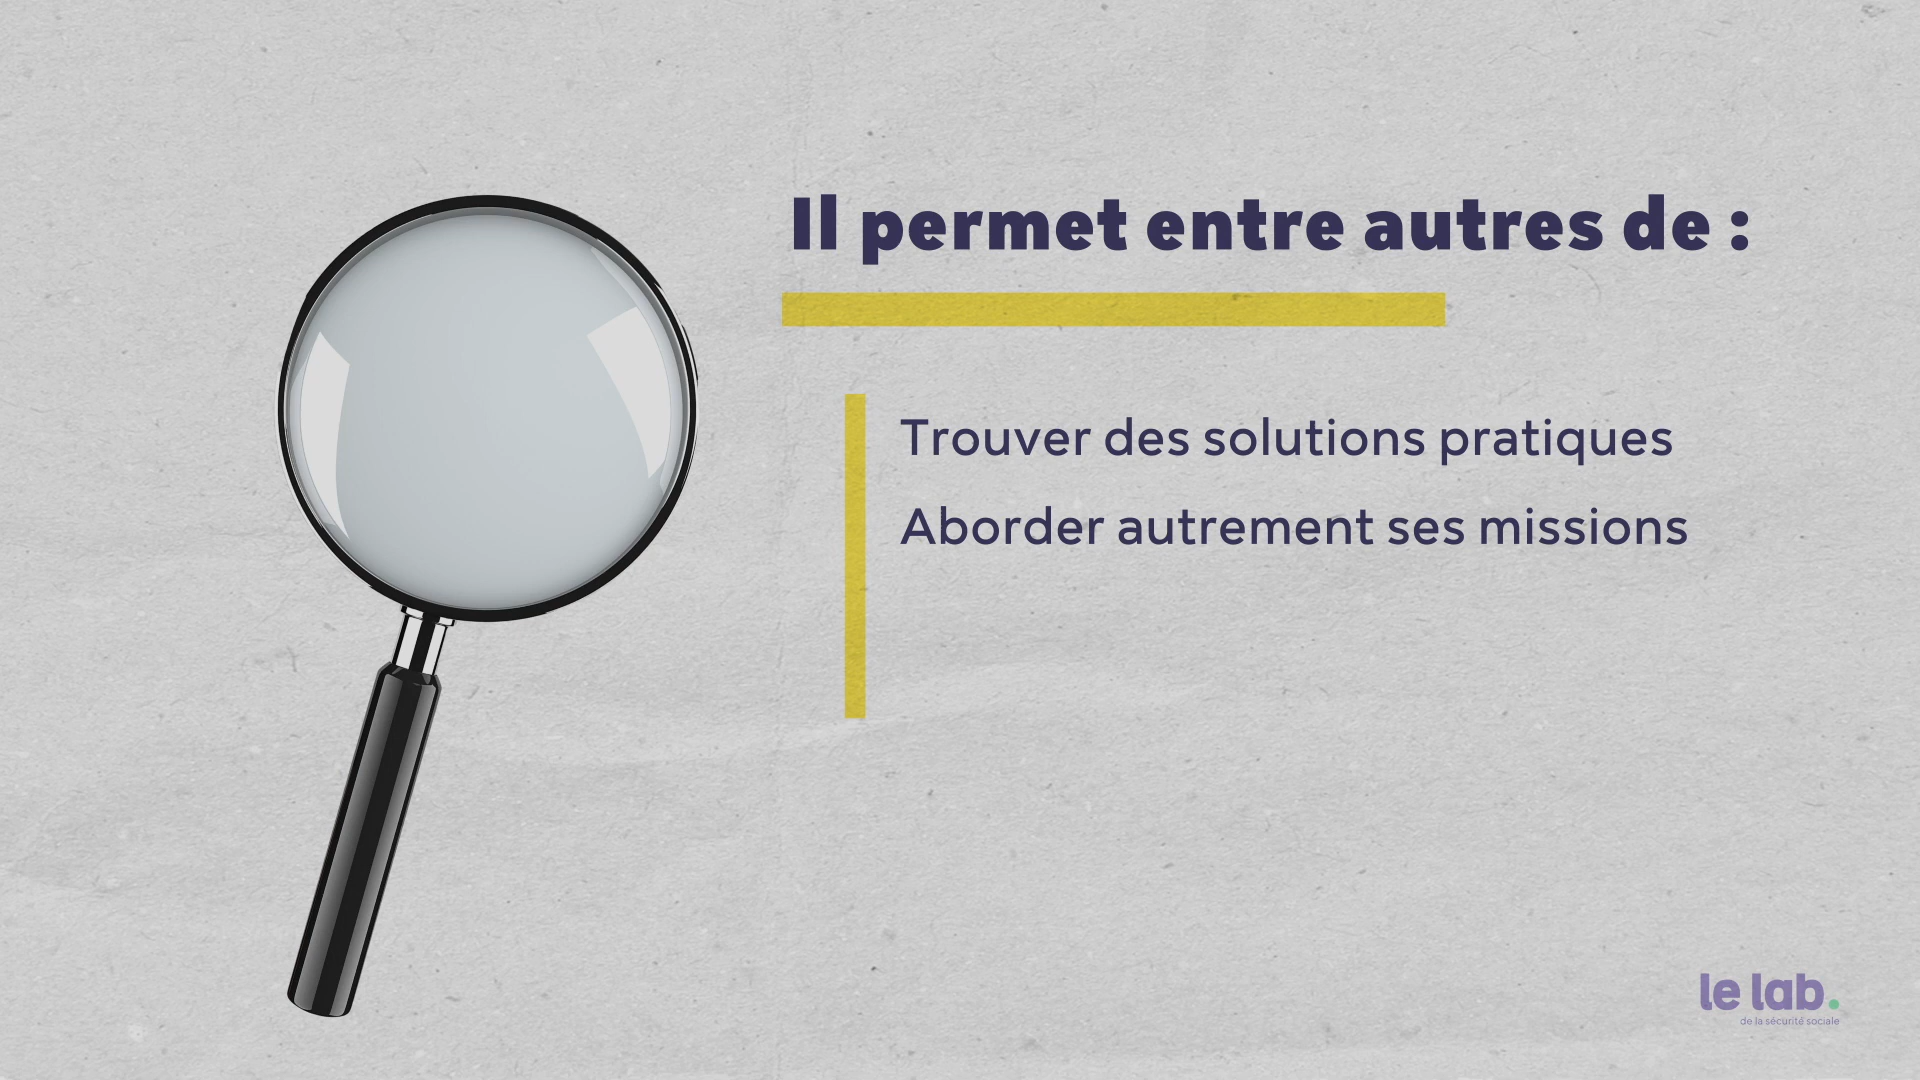 Il permet entre autres de :
Trouver des solutions pratiques
Aborder autrement ses missions
le lab.
de la sécurité sociale